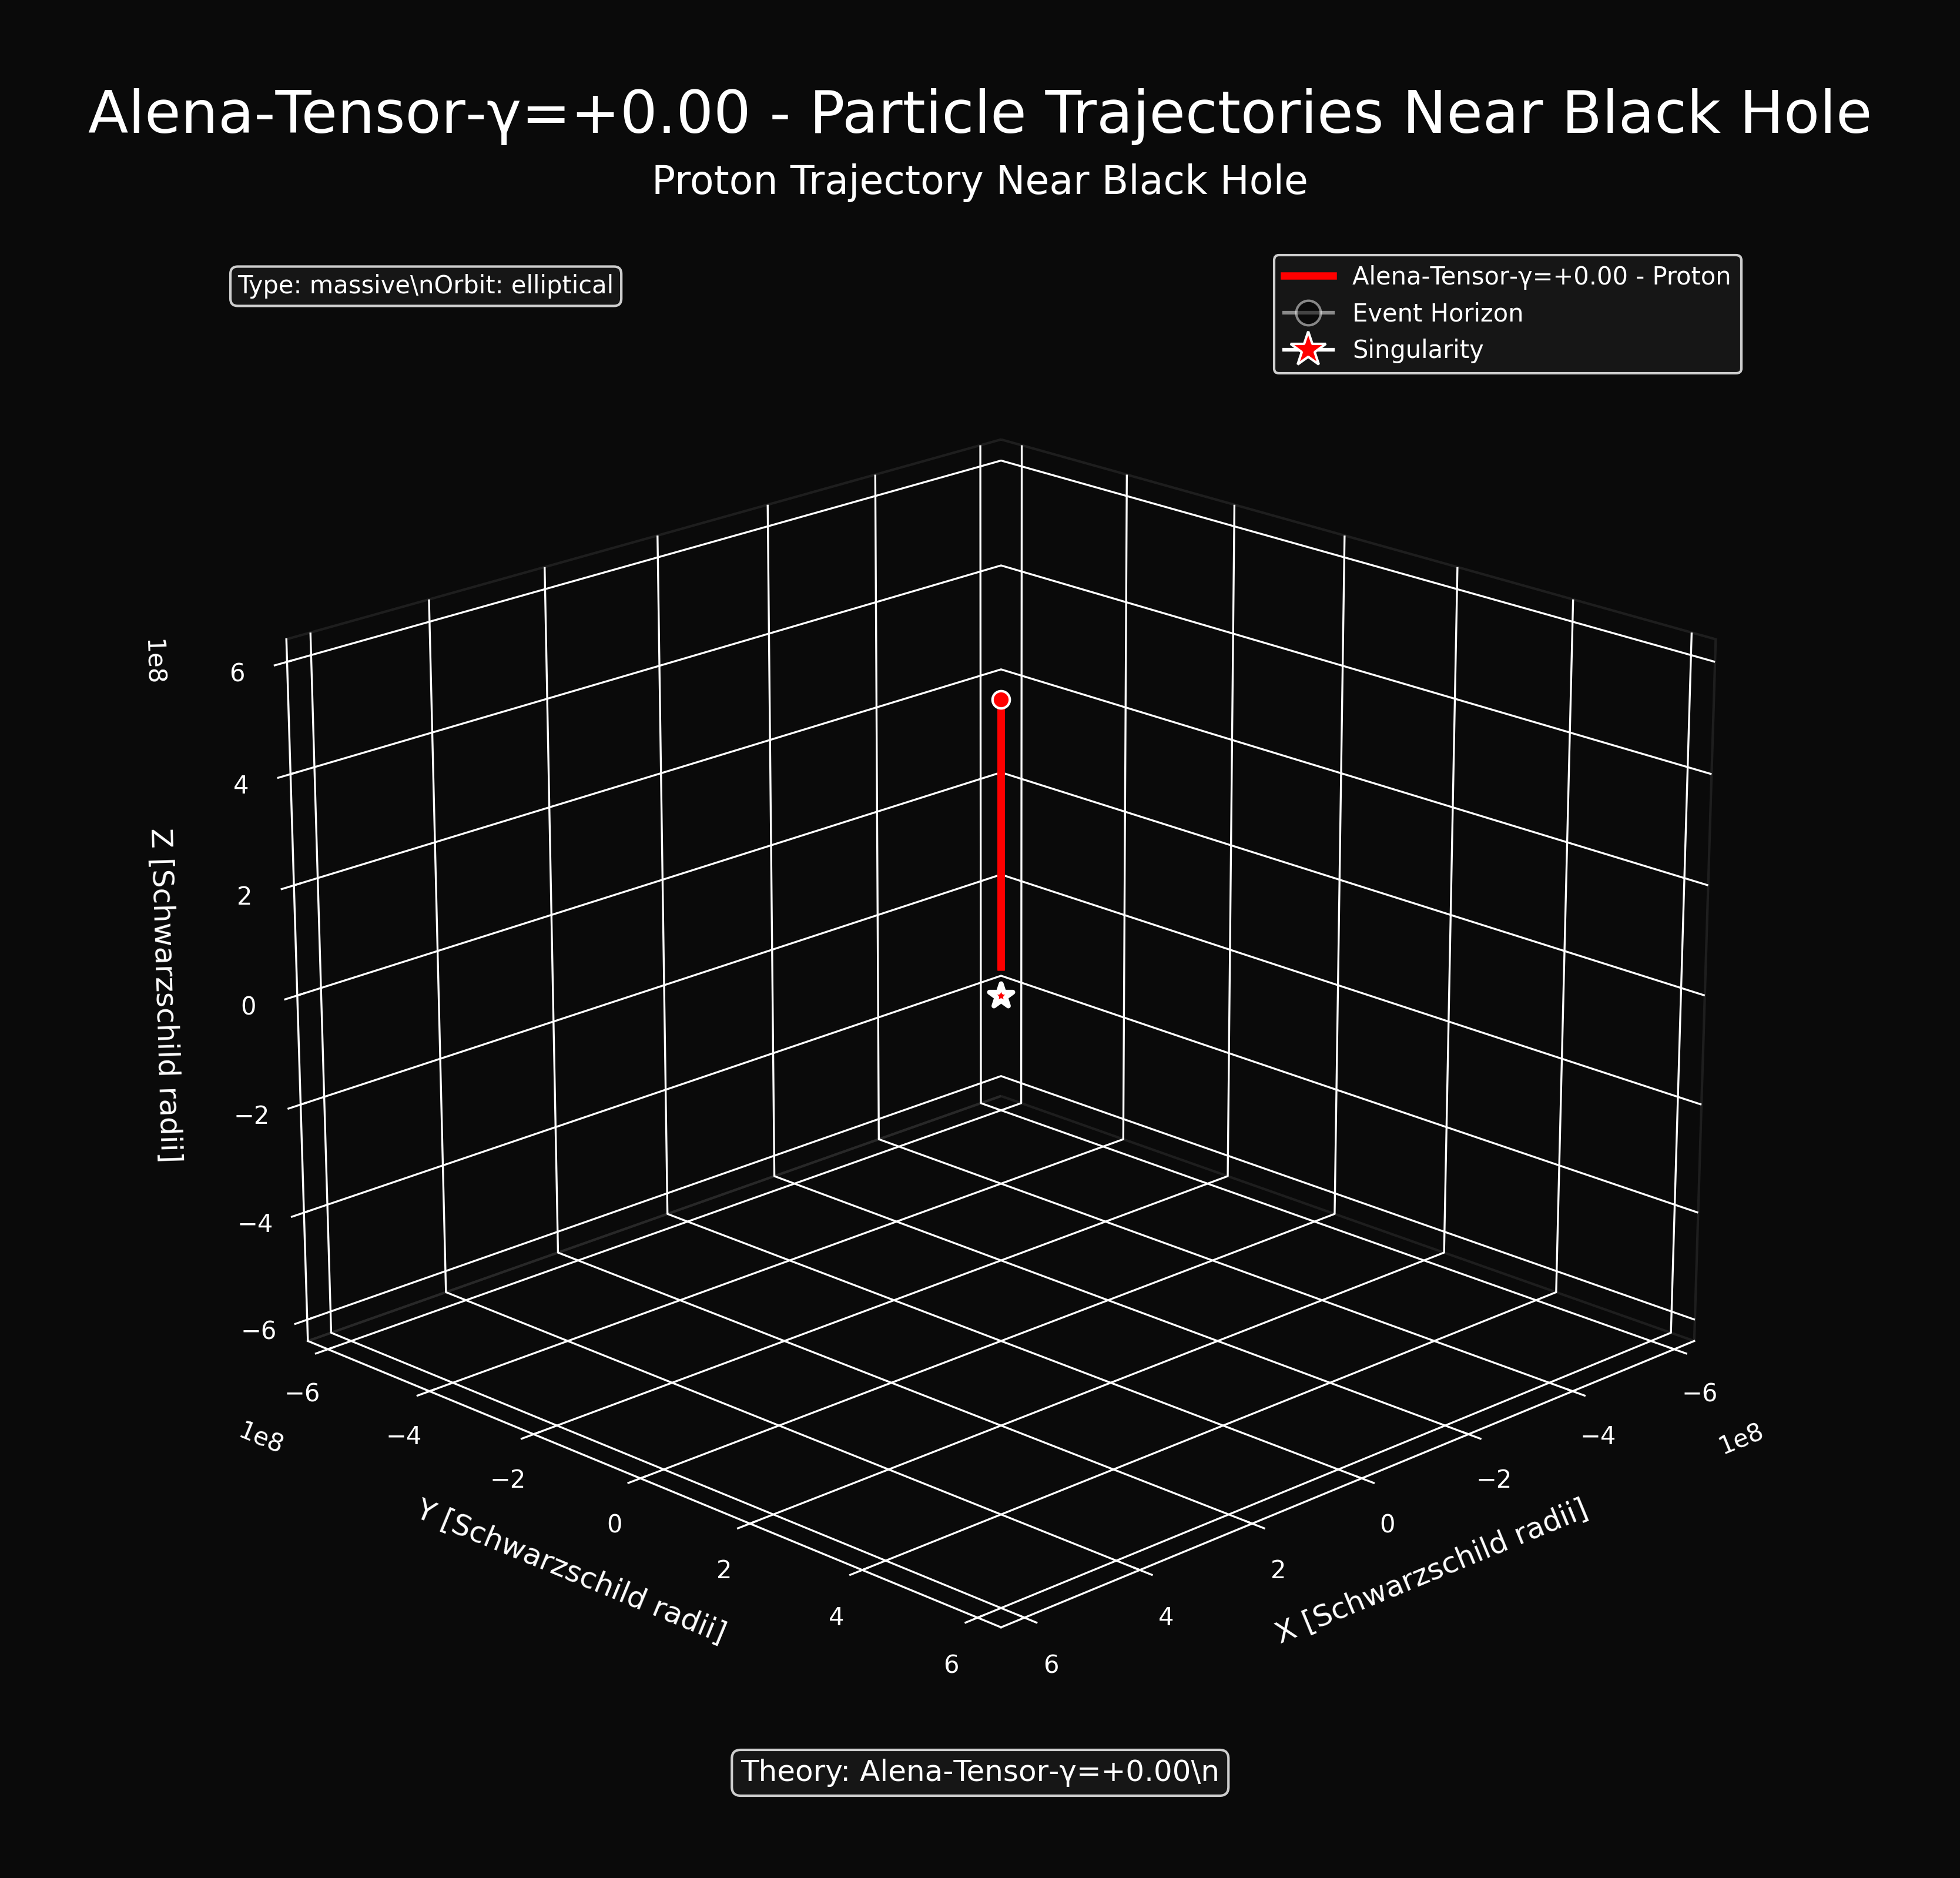 Alena-Tensor-γ=+0.00 - Particle Trajectories Near Black Hole
Proton Trajectory Near Black Hole
Type: massive\nOrbit: elliptical
Alena-Tensor-γ=+0.00 - Proton
Event Horizon
Singularity
1e8
6
4
2
0
−2
−4
−6
Z [Schwarzschild radii]
−6
−4
−2
0
2
4
6
1e8
Y [Schwarzschild radii]
6
4
2
0
−2
−4
−6
1e8
X [Schwarzschild radii]
Theory: Alena-Tensor-γ=+0.00\n